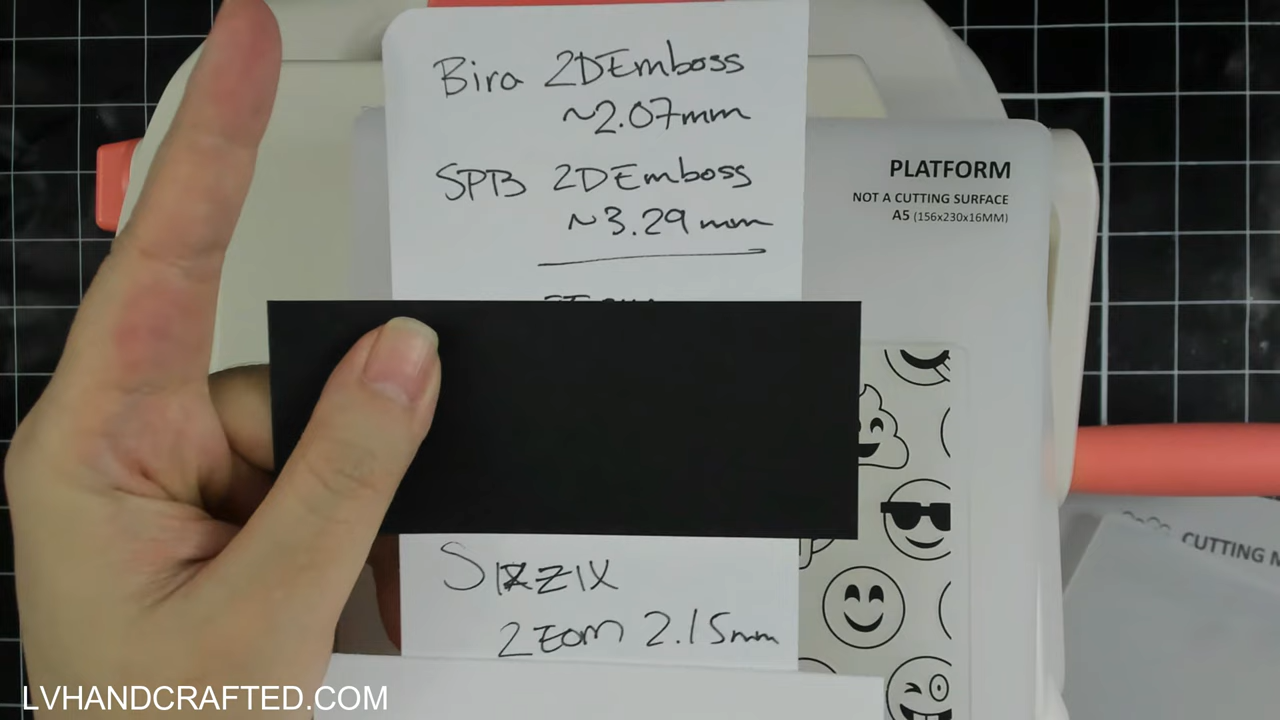 Bira 2DEmboss
~2.07mm
SPB 2DEmboss
~3.29mm
PLATFORM
NOT A CUTTING SURFACE
A5 (156x230x16MM)
CUTTING
Sizzix
2EOM 2.15mm
LVHANDCRAFTED.COM